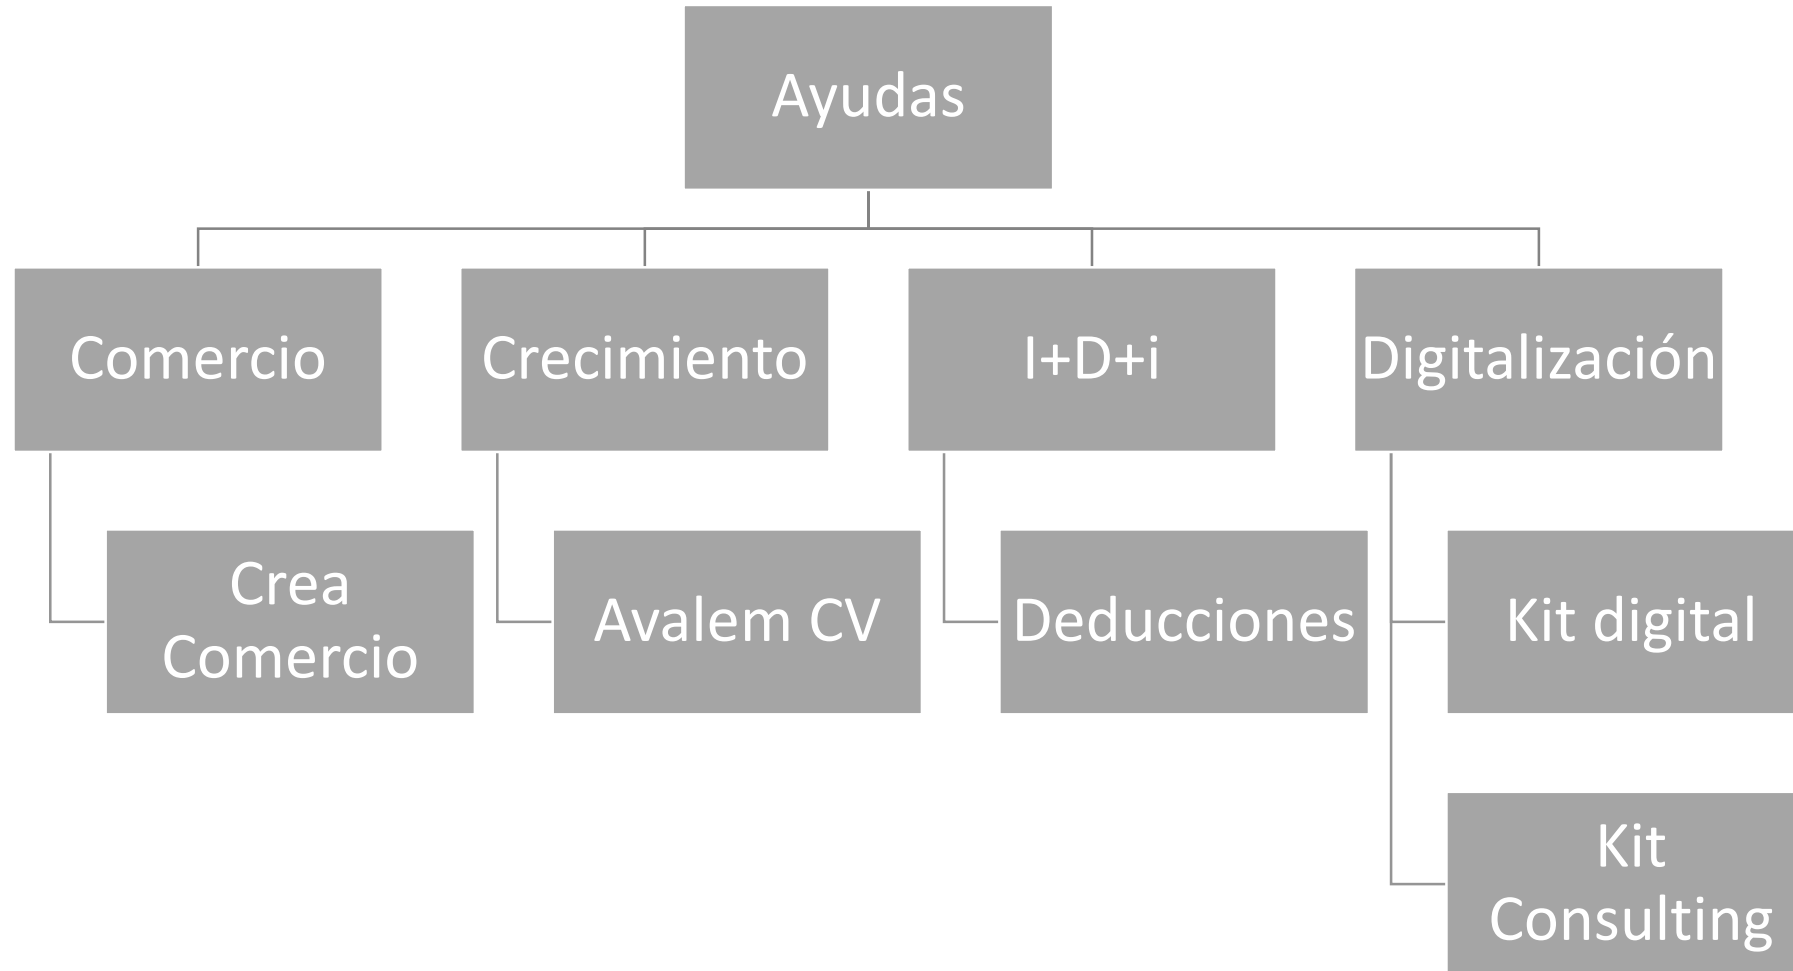 Ayudas
Comercio
Crecimiento
I+D+i
Digitalización
Crea
Comercio
Avalem CV
Deducciones
Kit digital
Kit
Consulting